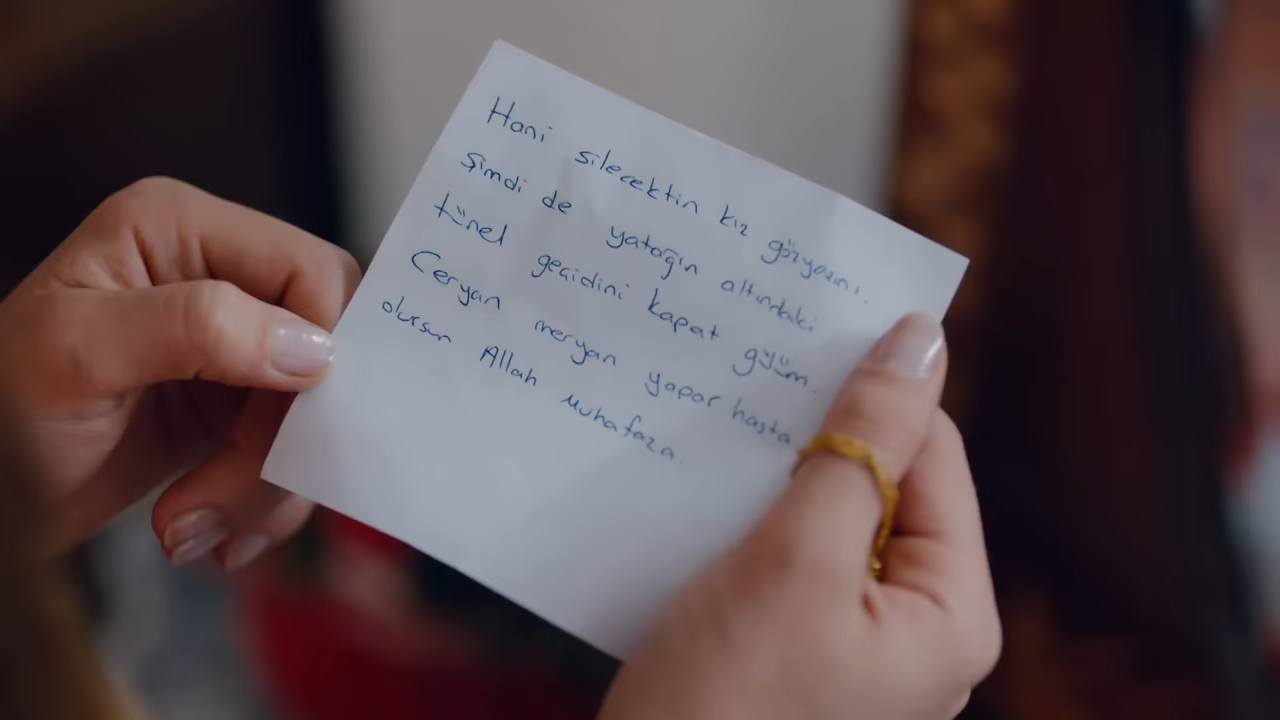 Hani silecektin kız gözyaşını.
Şimdi de yatağın altındaki
tünel geçidini kapat gülüm.
Ceryan meryan yapar hasta
olursun Allah muhafaza.